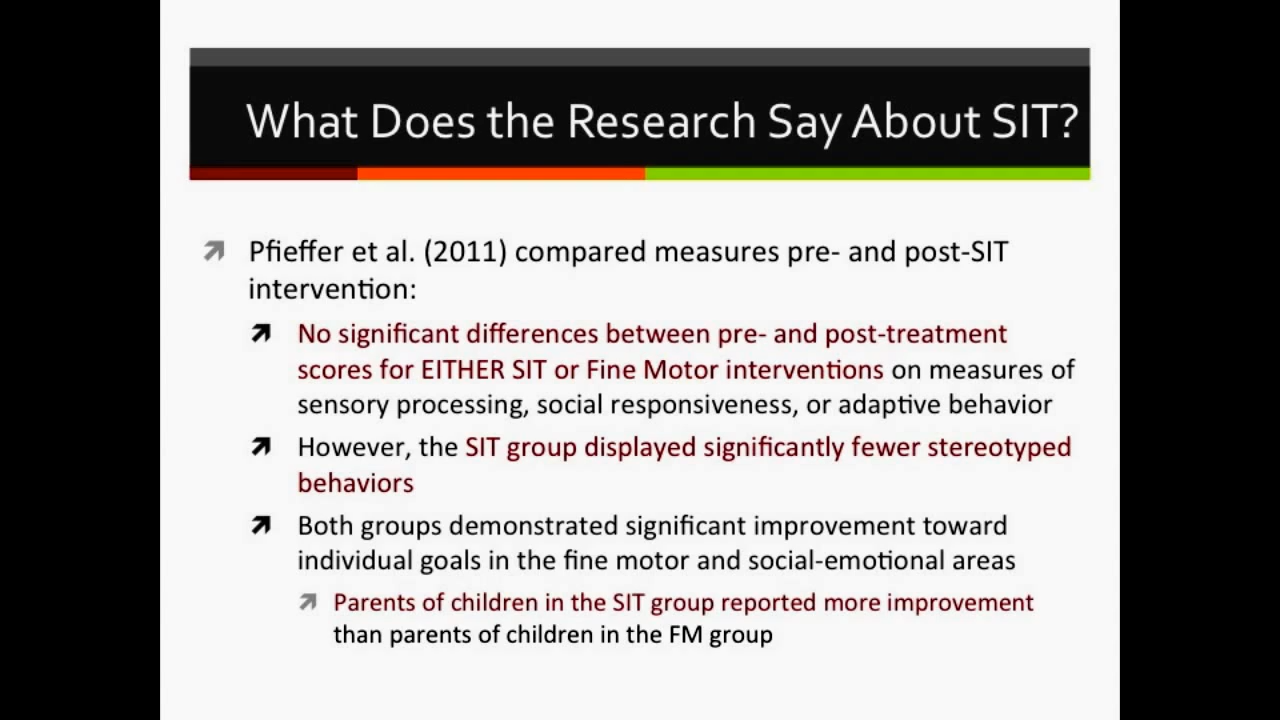 What Does the Research Say About SIT?
Pfieffer et al. (2011) compared measures pre- and post-SIT
intervention:
No significant differences between pre- and post-treatment
scores for EITHER SIT or Fine Motor interventions on measures of
sensory processing, social responsiveness, or adaptive behavior
However, the SIT group displayed significantly fewer stereotyped
behaviors
Both groups demonstrated significant improvement toward
individual goals in the fine motor and social-emotional areas
Parents of children in the SIT group reported more improvement
than parents of children in the FM group